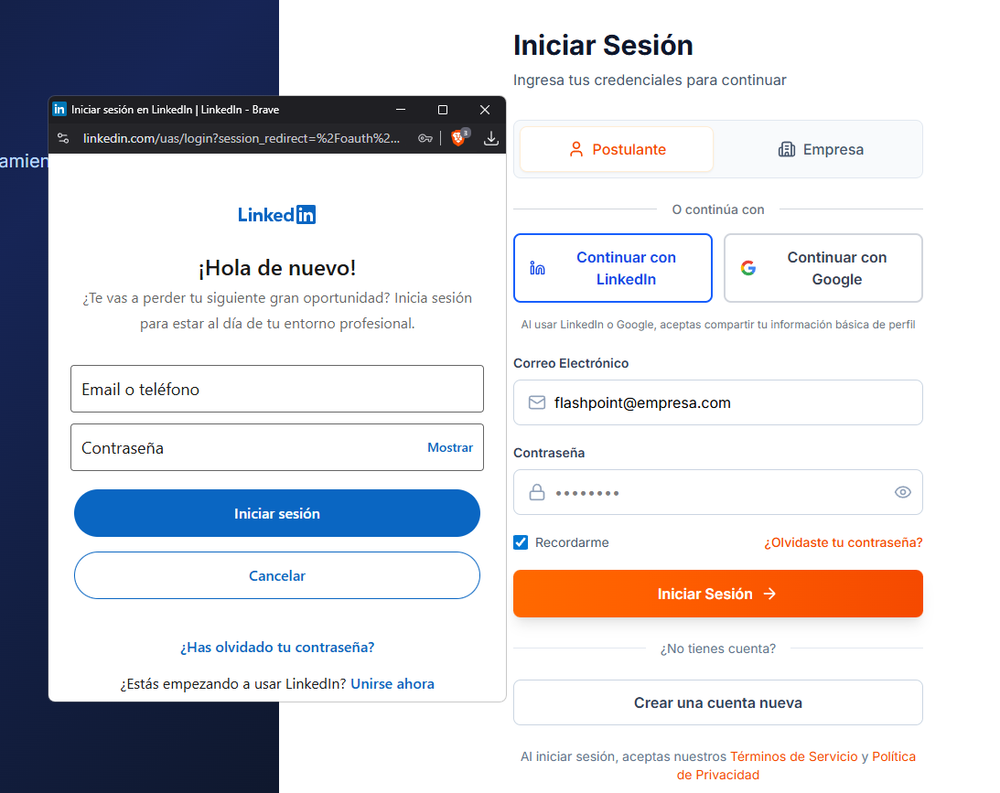 Iniciar Sesión
Ingresa tus credenciales para continuar
Iniciar sesión en LinkedIn | LinkedIn - Brave
linkedin.com/uas/login?session_redirect=%2Foauth%2...
3
amien
LinkedIn
¡Hola de nuevo!
¿Te vas a perder tu siguiente gran oportunidad? Inicia sesión
para estar al día de tu entorno profesional.
Email o teléfono
Contraseña
Mostrar
Iniciar sesión
Cancelar
¿Has olvidado tu contraseña?
¿Estás empezando a usar LinkedIn? Unirse ahora
Postulante
Empresa
O continúa con
Continuar con
LinkedIn
Continuar con
Google
Al usar LinkedIn o Google, aceptas compartir tu información básica de perfil
Correo Electrónico
flashpoint@empresa.com
Contraseña
••••••••
Recordarme
¿Olvidaste tu contraseña?
Iniciar Sesión →
¿No tienes cuenta?
Crear una cuenta nueva
Al iniciar sesión, aceptas nuestros Términos de Servicio y Política
de Privacidad